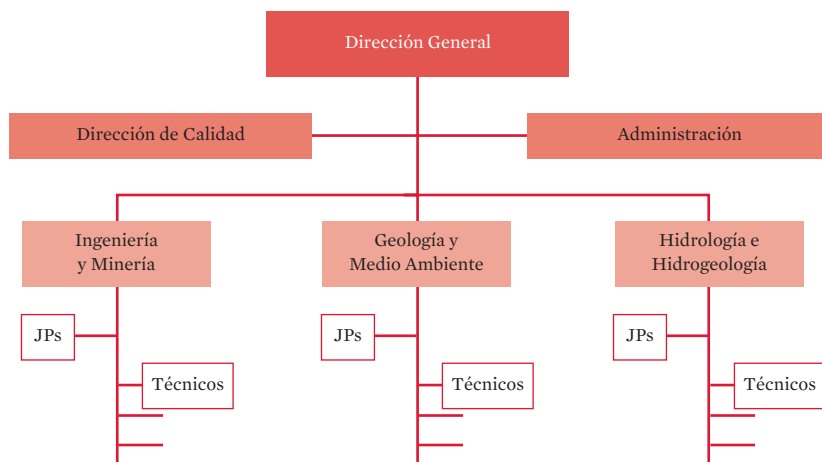 Dirección General
Dirección de Calidad
Administración
Ingeniería
y Minería
Geología y
Medio Ambiente
Hidrología e
Hidrogeología
JPs
JPs
JPs
Técnicos
Técnicos
Técnicos